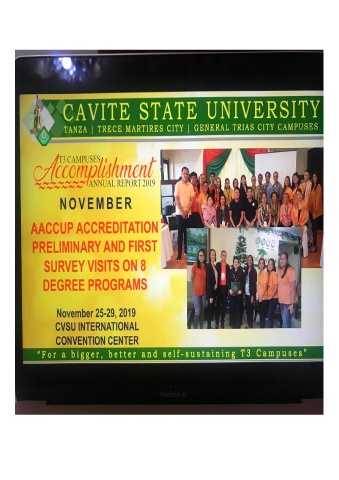 CAVITE STATE UNIVERSITY
TANZA | TRECE MARTIRES CITY | GENERAL TRIAS CITY CAMPUSES
T3 CAMPUSES
Accomplishment
ANNUAL REPORT 2019
NOVEMBER
AACCUP ACCREDITATION
PRELIMINARY AND FIRST
SURVEY VISITS ON 8
DEGREE PROGRAMS
November 25-29, 2019
CVSU INTERNATIONAL
CONVENTION CENTER
"For a bigger, better and self-sustaining T3 Campuses"